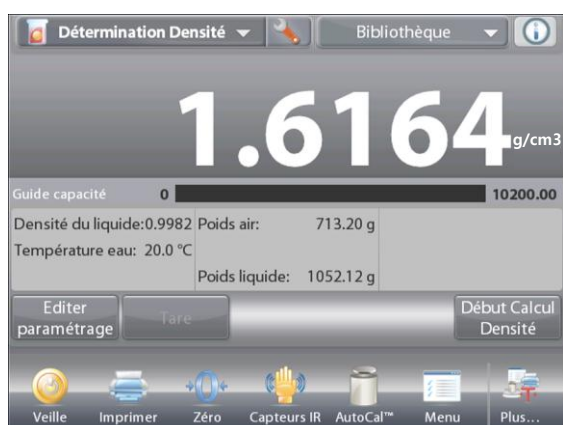 Détermination Densité Bibliothèque
1.6164 g/cm3
Guide capacité 0 10200.00
Densité du liquide:0.9982 Poids air: 713.20 g
Température eau: 20.0 °C
Poids liquide: 1052.12 g
Editer paramétrage
Tare
Début Calcul Densité
Veille Imprimer Zéro Capteurs IR AutoCal™ Menu Plus...